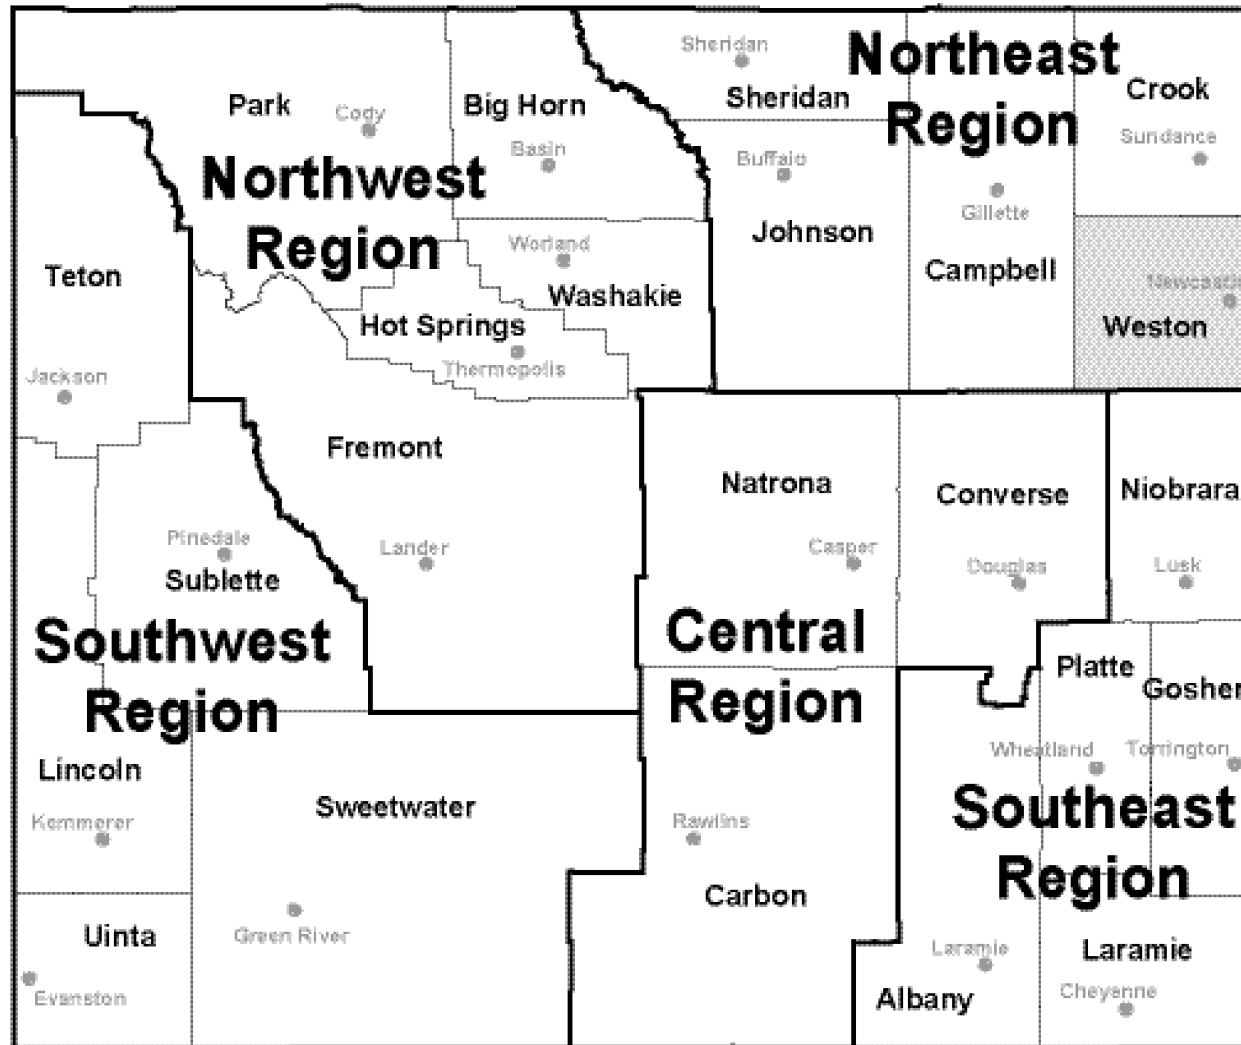 Sheridan
Northeast
Region
Sheridan
Crook
Sundance
Park
Cody
Big Horn
Basin
Northwest
Region
Buffalo
Johnson
Gillette
Campbell
Newcastle
Weston
Teton
Jackson
Worland
Washakie
Hot Springs
Thermopolis
Fremont
Lander
Natrona
Casper
Converse
Douglas
Niobrara
Lusk
Pinedale
Sublette
Southwest
Region
Central
Region
Platte
Goshen
Wheatland
Torrington
Southeast
Region
Lincoln
Kemmerer
Sweetwater
Green River
Rawlins
Carbon
Uinta
Evanston
Laramie
Albany
Laramie
Cheyenne